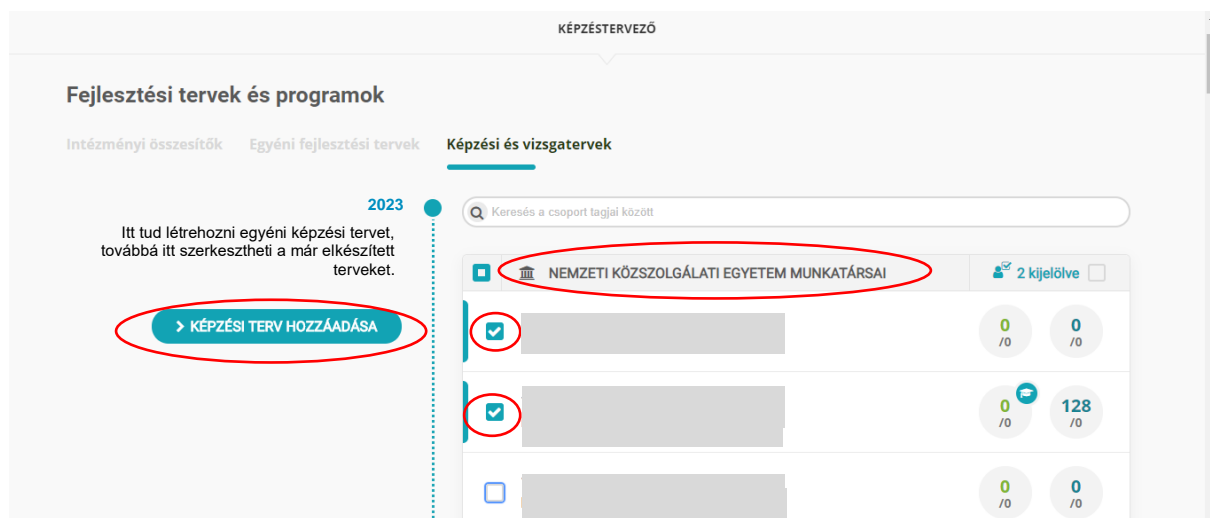 KÉPZÉSTERVEZŐ
Fejlesztési tervek és programok
Intézményi összesítők Egyéni fejlesztési tervek Képzési és vizsgatervek
2023
Itt tud létrehozni egyéni képzési tervet,
továbbá itt szerkesztheti a már elkészített
terveket.
> KÉPZÉSI TERV HOZZÁADÁSA
Keresés a csoport tagjai között
NEMZETI KÖZSZOLGÁLATI EGYETEM MUNKATÁRSAI 2 kijelölve
0 0
/0 /0
0 128
/0 /0
0 0
/0 /0